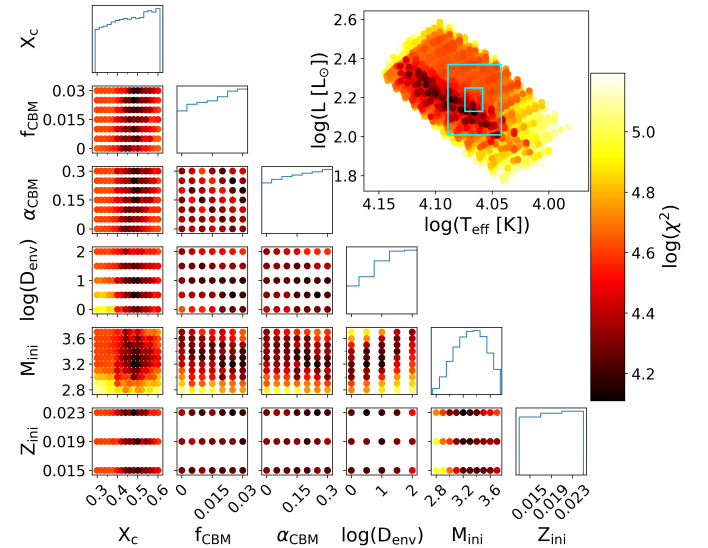 X_c
f_CBM
0.03
0.015
0
α_CBM
0.3
0.15
0
log(D_env)
2
1
0
M_ini
3.6
3.2
2.8
Z_ini
0.023
0.019
0.015
0.3 0.4 0.5 0.6
0 0.015 0.03
0 0.15 0.3
0 1 2
2.8 3.2 3.6
0.015 0.019 0.023
X_c f_CBM α_CBM log(D_env) M_ini Z_ini
log(L [L_⊙])
2.6
2.4
2.2
2.0
1.8
4.15 4.10 4.05 4.00
log(T_eff [K])
5.0
4.8
4.6
4.4
4.2
log(χ²)